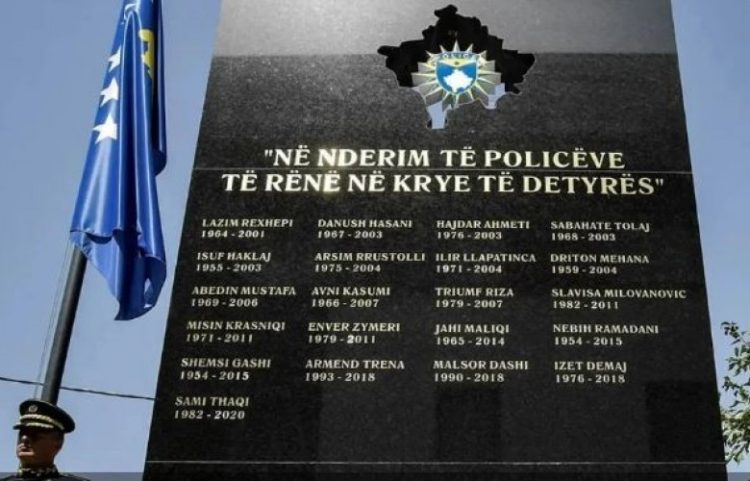 POLICIA
"NË NDERIM TË POLICËVE
TË RËNË NË KRYE TË DETYRËS"
LAZIM REXHEPI DANUSH HASANI HAJDAR AHMETI SABAHATE TOLAJ
1964 - 2001 1967 - 2003 1976 - 2003 1968 - 2003
ISUF HAKLAJ ARSIM RRUSTOLLI ILIR LLAPATINCA DRITON MEHANA
1955 - 2003 1975 - 2004 1971 - 2004 1959 - 2004
ABEDIN MUSTAFA AVNI KASUMI TRIUMF RIZA SLAVISA MILOVANOVIC
1969 - 2006 1966 - 2007 1979 - 2007 1982 - 2011
MISIN KRASNIQI ENVER ZYMERI JAHI MALIQI NEBIH RAMADANI
1971 - 2011 1979 - 2011 1965 - 2014 1954 - 2015
SHEMSI GASHI ARMEND TRENA MALSOR DASHI IZET DEMAJ
1954 - 2015 1993 - 2018 1990 - 2018 1976 - 2018
SAMI THAQI
1982 - 2020